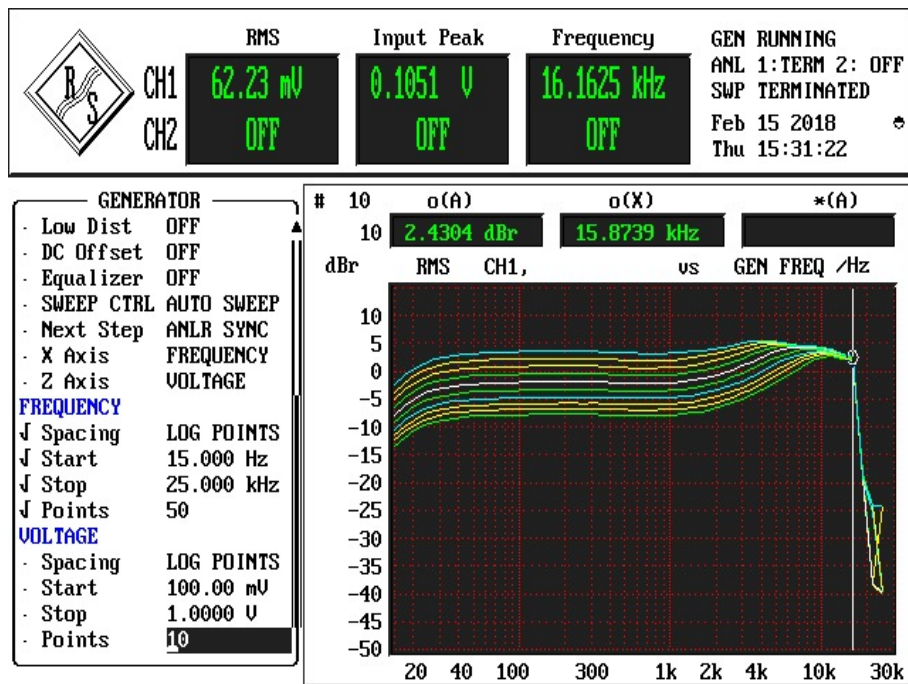 RMS Input Peak Frequency
CH1 62.23 mV 0.1051 V 16.1625 kHz
CH2 OFF OFF OFF
R S
GEN RUNNING
ANL 1:TERM 2: OFF
SWP TERMINATED
Feb 15 2018
Thu 15:31:22
GENERATOR
· Low Dist OFF
· DC Offset OFF
· Equalizer OFF
· SWEEP CTRL AUTO SWEEP
· Next Step ANLR SYNC
· X Axis FREQUENCY
· Z Axis VOLTAGE
FREQUENCY
√ Spacing LOG POINTS
√ Start 15.000 Hz
√ Stop 25.000 kHz
√ Points 50
VOLTAGE
· Spacing LOG POINTS
· Start 100.00 mV
· Stop 1.0000 V
· Points 10
# 10 o(A) o(X) *(A)
10 2.4304 dBr 15.8739 kHz
dBr RMS CH1, vs GEN FREQ /Hz
10
5
0
-5
-10
-15
-20
-25
-30
-35
-40
-45
-50
20 40 100 300 1k 2k 4k 10k 30k